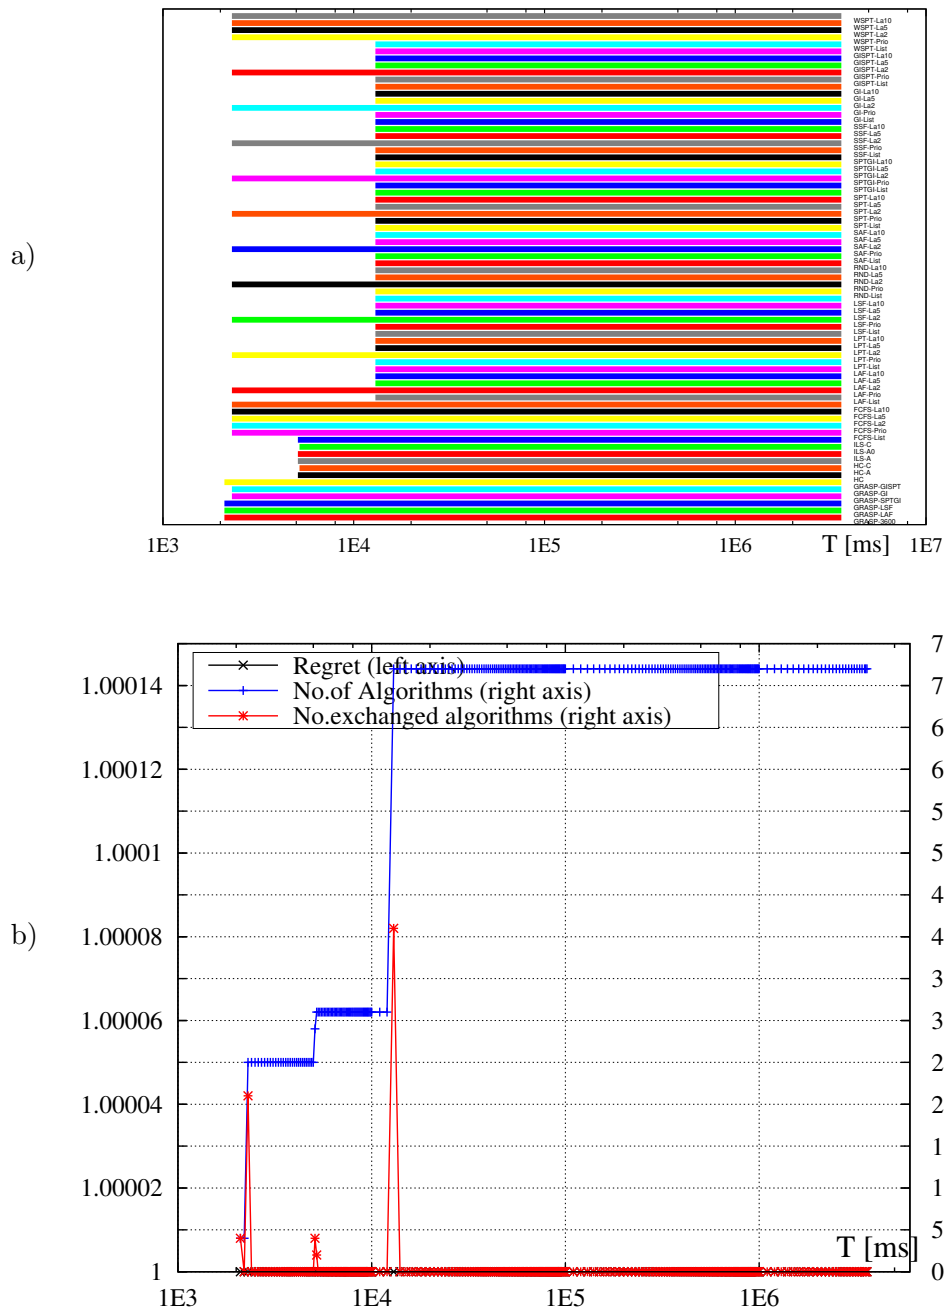 WSPT-La10
WSPT-La5
WSPT-La2
WSPT-Prio
WSPT-List
GISPT-La10
GISPT-La5
GISPT-La2
GISPT-Prio
GISPT-List
GI-La10
GI-La5
GI-La2
GI-Prio
GI-List
SSF-La10
SSF-La5
SSF-La2
SSF-Prio
SSF-List
SPTGI-La10
SPTGI-La5
SPTGI-La2
SPTGI-Prio
SPTGI-List
SPT-La10
SPT-La5
SPT-La2
SPT-Prio
SPT-List
SAF-La10
SAF-La5
SAF-La2
SAF-Prio
SAF-List
RND-La10
RND-La5
RND-La2
RND-Prio
RND-List
LSF-La10
LSF-La5
LSF-La2
LSF-Prio
LSF-List
LPT-La10
LPT-La5
LPT-La2
LPT-Prio
LPT-List
LAF-La10
LAF-La5
LAF-La2
LAF-Prio
LAF-List
FCFS-La10
FCFS-La5
FCFS-La2
FCFS-Prio
FCFS-List
ILS-C
ILS-A0
ILS-A
HC-C
HC-A
HC
GRASP-GISPT
GRASP-GI
GRASP-SPTGI
GRASP-LSF
GRASP-LAF
GRASP-3600
a)
1E3 1E4 1E5 1E6 T [ms] 1E7
Regret (left axis)
No.of Algorithms (right axis)
No.exchanged algorithms (right axis)
7
1.00014 7
6
1.00012 6
5
1.0001 5
4
b)
1.00008 4
3
1.00006 3
2
1.00004 2
1
1.00002 1
5
T [ms]
1 0
1E3 1E4 1E5 1E6